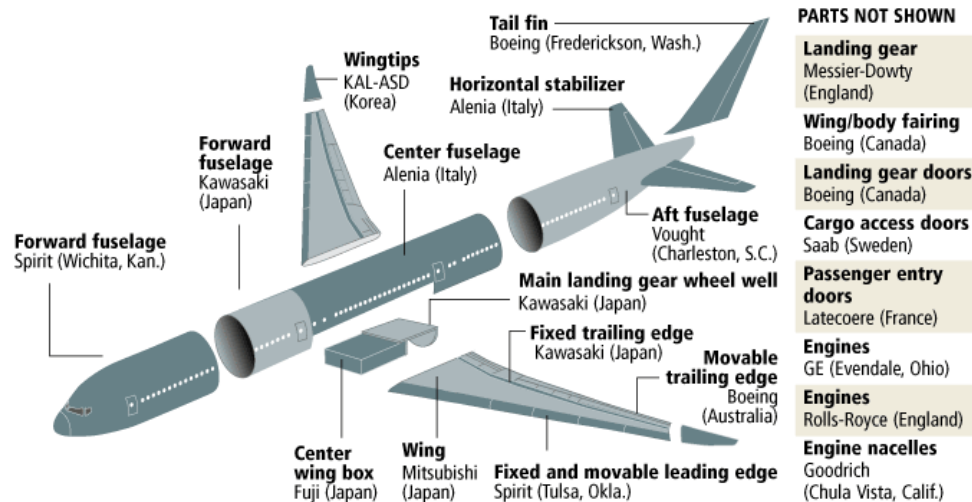 Tail fin
Boeing (Frederickson, Wash.)
Wingtips
KAL-ASD
(Korea)
Horizontal stabilizer
Alenia (Italy)
Forward
fuselage
Kawasaki
(Japan)
Center fuselage
Alenia (Italy)
Aft fuselage
Vought
(Charleston, S.C.)
Forward fuselage
Spirit (Wichita, Kan.)
Main landing gear wheel well
Kawasaki (Japan)
Fixed trailing edge
Kawasaki (Japan)
Movable
trailing edge
Boeing
(Australia)
Center
wing box
Fuji (Japan)
Wing
Mitsubishi
(Japan)
Fixed and movable leading edge
Spirit (Tulsa, Okla.)
PARTS NOT SHOWN
Landing gear
Messier-Dowty
(England)
Wing/body fairing
Boeing (Canada)
Landing gear doors
Boeing (Canada)
Cargo access doors
Saab (Sweden)
Passenger entry
doors
Latecoere (France)
Engines
GE (Evendale, Ohio)
Engines
Rolls-Royce (England)
Engine nacelles
Goodrich
(Chula Vista, Calif.)